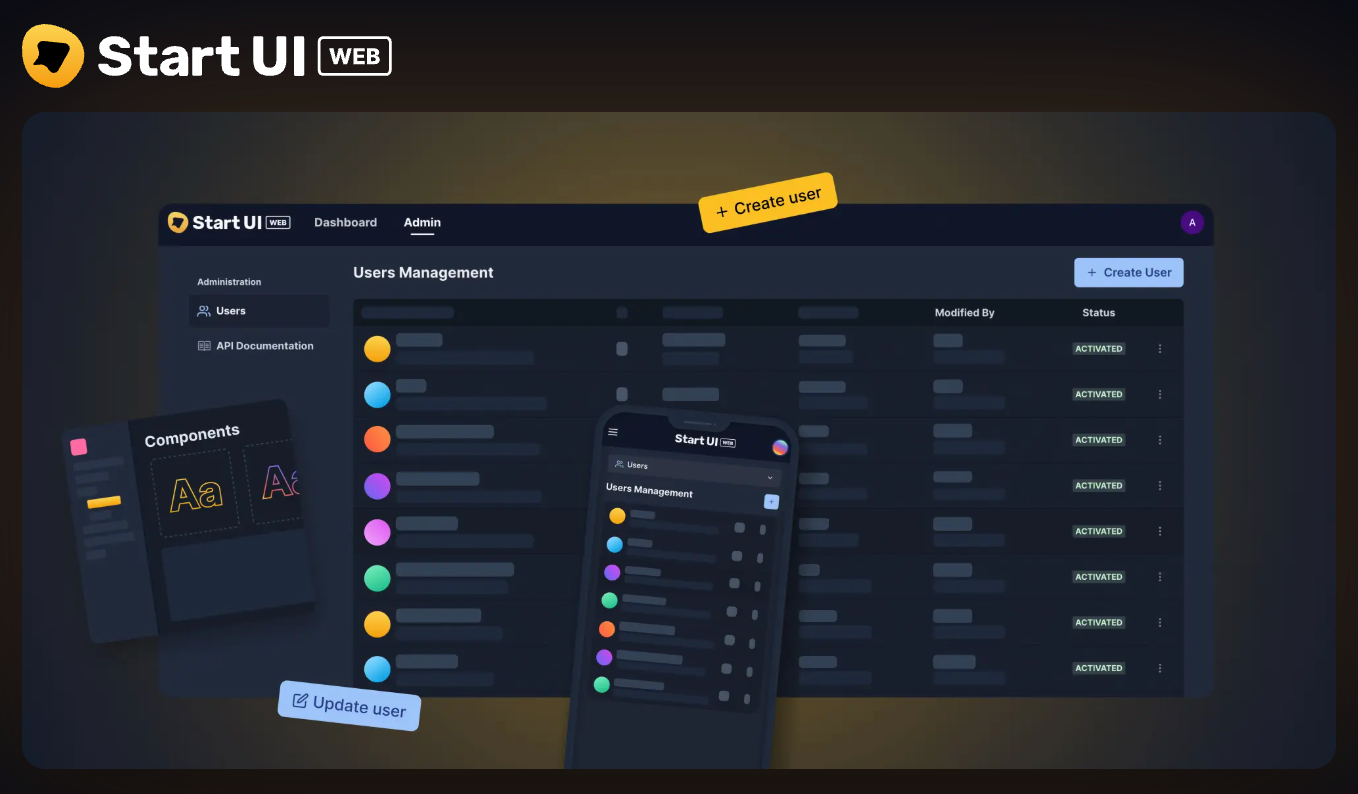 Start UI WEB
+ Create user
Start UI WEB Dashboard Admin A
Administration
Users
API Documentation
Users Management
+ Create User
Modified By Status
ACTIVATED
ACTIVATED
ACTIVATED
ACTIVATED
ACTIVATED
ACTIVATED
ACTIVATED
ACTIVATED
Components
Aa Aa
Start UI WEB
Users
Users Management
+
Update user